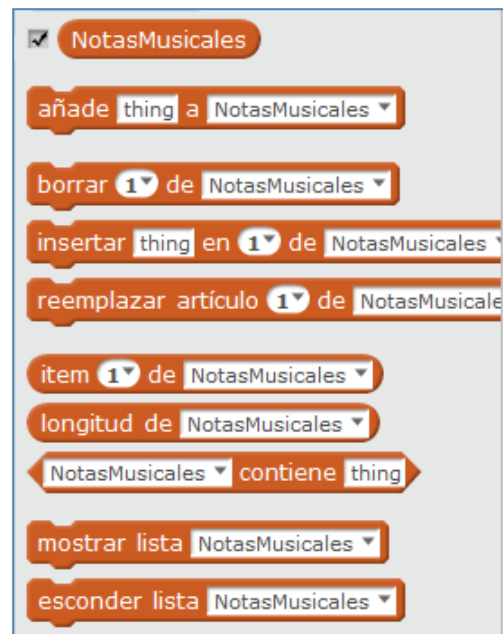 NotasMusicales
añade thing a NotasMusicales
borrar 1 de NotasMusicales
insertar thing en 1 de NotasMusicales
reemplazar artículo 1 de NotasMusicale
item 1 de NotasMusicales
longitud de NotasMusicales
NotasMusicales contiene thing
mostrar lista NotasMusicales
esconder lista NotasMusicales